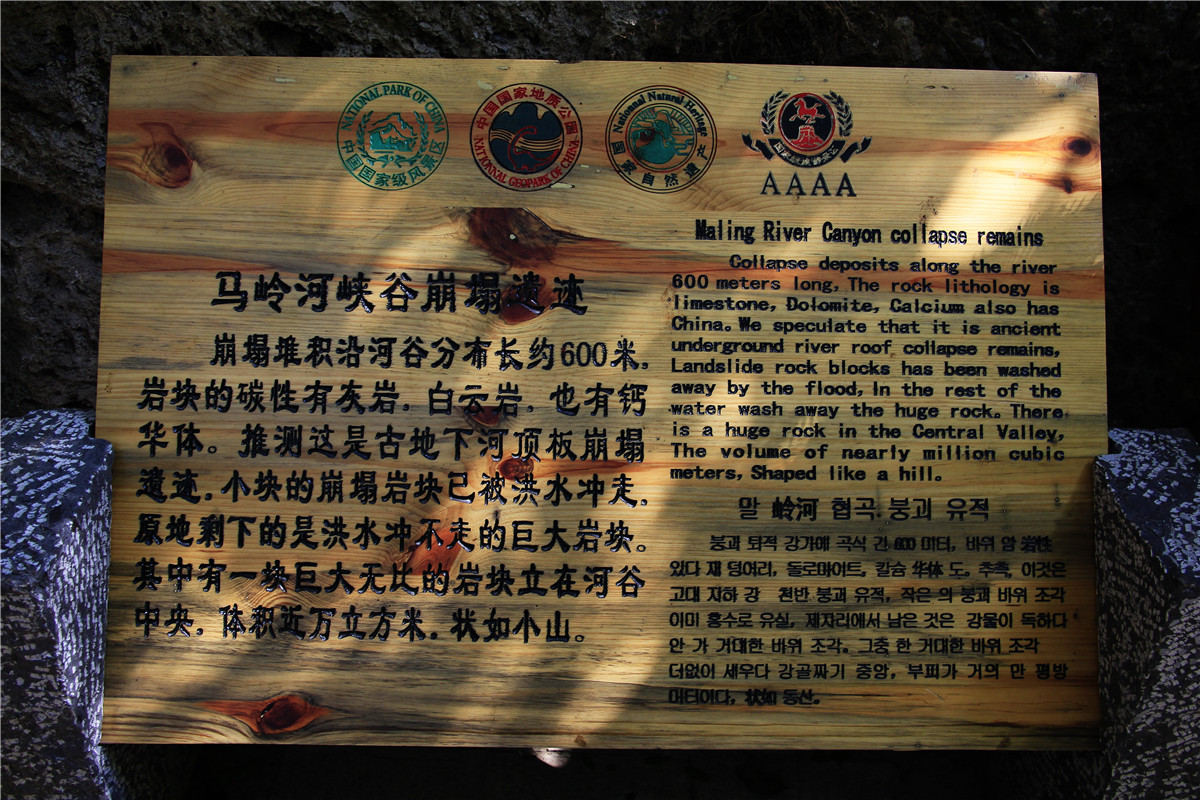 NATIONAL PARK OF CHINA
中国国家级风景区
中国国家地质公园
NATIONNAL GEOPARK OF CHINA
Nationnal Natural Heritage
国家自然遗产
AAAA
马岭河峡谷崩塌遗迹
崩塌堆积沿河谷分布长约600米,
岩块的碳性有灰岩. 白云岩. 也有钙
华体。推测这是古地下河顶板崩塌
遗迹.小块的崩塌岩块已被洪水冲走,
原地剩下的是洪水冲不走的巨大岩块。
其中有一块巨大无比的岩块立在河谷
中央. 体积近万立方米. 状如小山。
Maling River Canyon collapse remains
Collapse deposits along the river
600 meters long, The rock lithology is
limestone, Dolomite, Calcium also has
China. We speculate that it is ancient
underground river roof collapse remains,
Landslide rock blocks has been washed
away by the flood, In the rest of the
water wash away the huge rock. There
is a huge rock in the Central Valley,
The volume of nearly million cubic
meters, Shaped like a hill.
말 岭河 협곡. 붕괴 유적
붕괴 퇴적 강가에 곡식 긴 600 미터, 바위 암 岩性
있다 재 덩어리, 돌로마이트, 칼슘 华体 도, 추측, 이것은
고대 지하 강 천반 붕괴 유적, 작은 의 붕괴 바위 조각
이미 홍수로 유실, 제자리에서 남은 것은 강물이 독하다
안 가 거대한 바위 조각. 그중 한 거대한 바위 조각
더없이 세우다 강골짜기 중앙, 부피가 거의 만 평방
미터이다, 状如 동산.